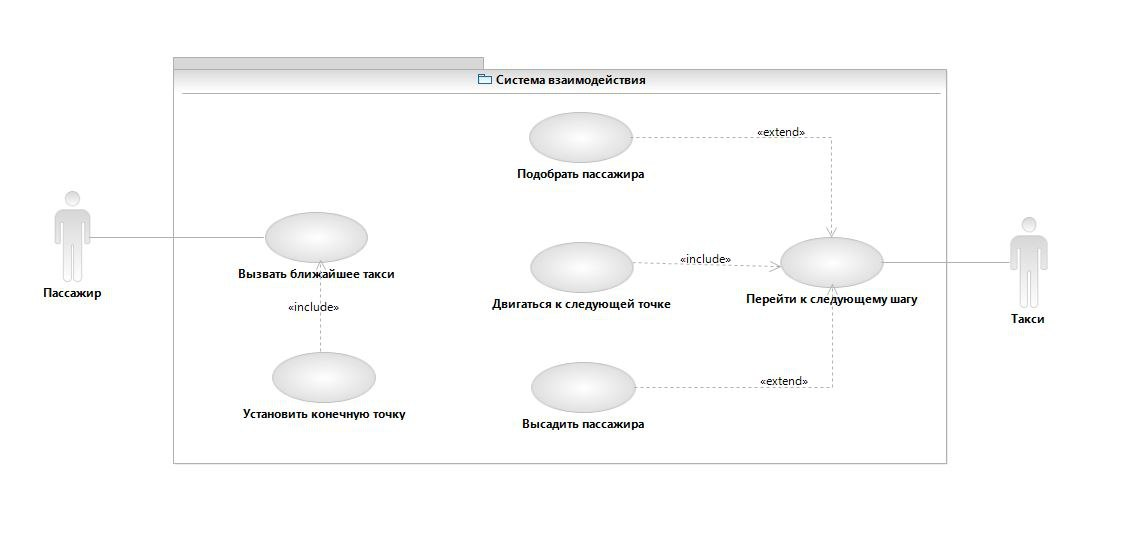 Система взаимодействия
«extend»
Подобрать пассажира
Пассажир
Вызвать ближайшее такси
«include»
Двигаться к следующей точке
«include»
Перейти к следующему шагу
Такси
Установить конечную точку
«extend»
Высадить пассажира